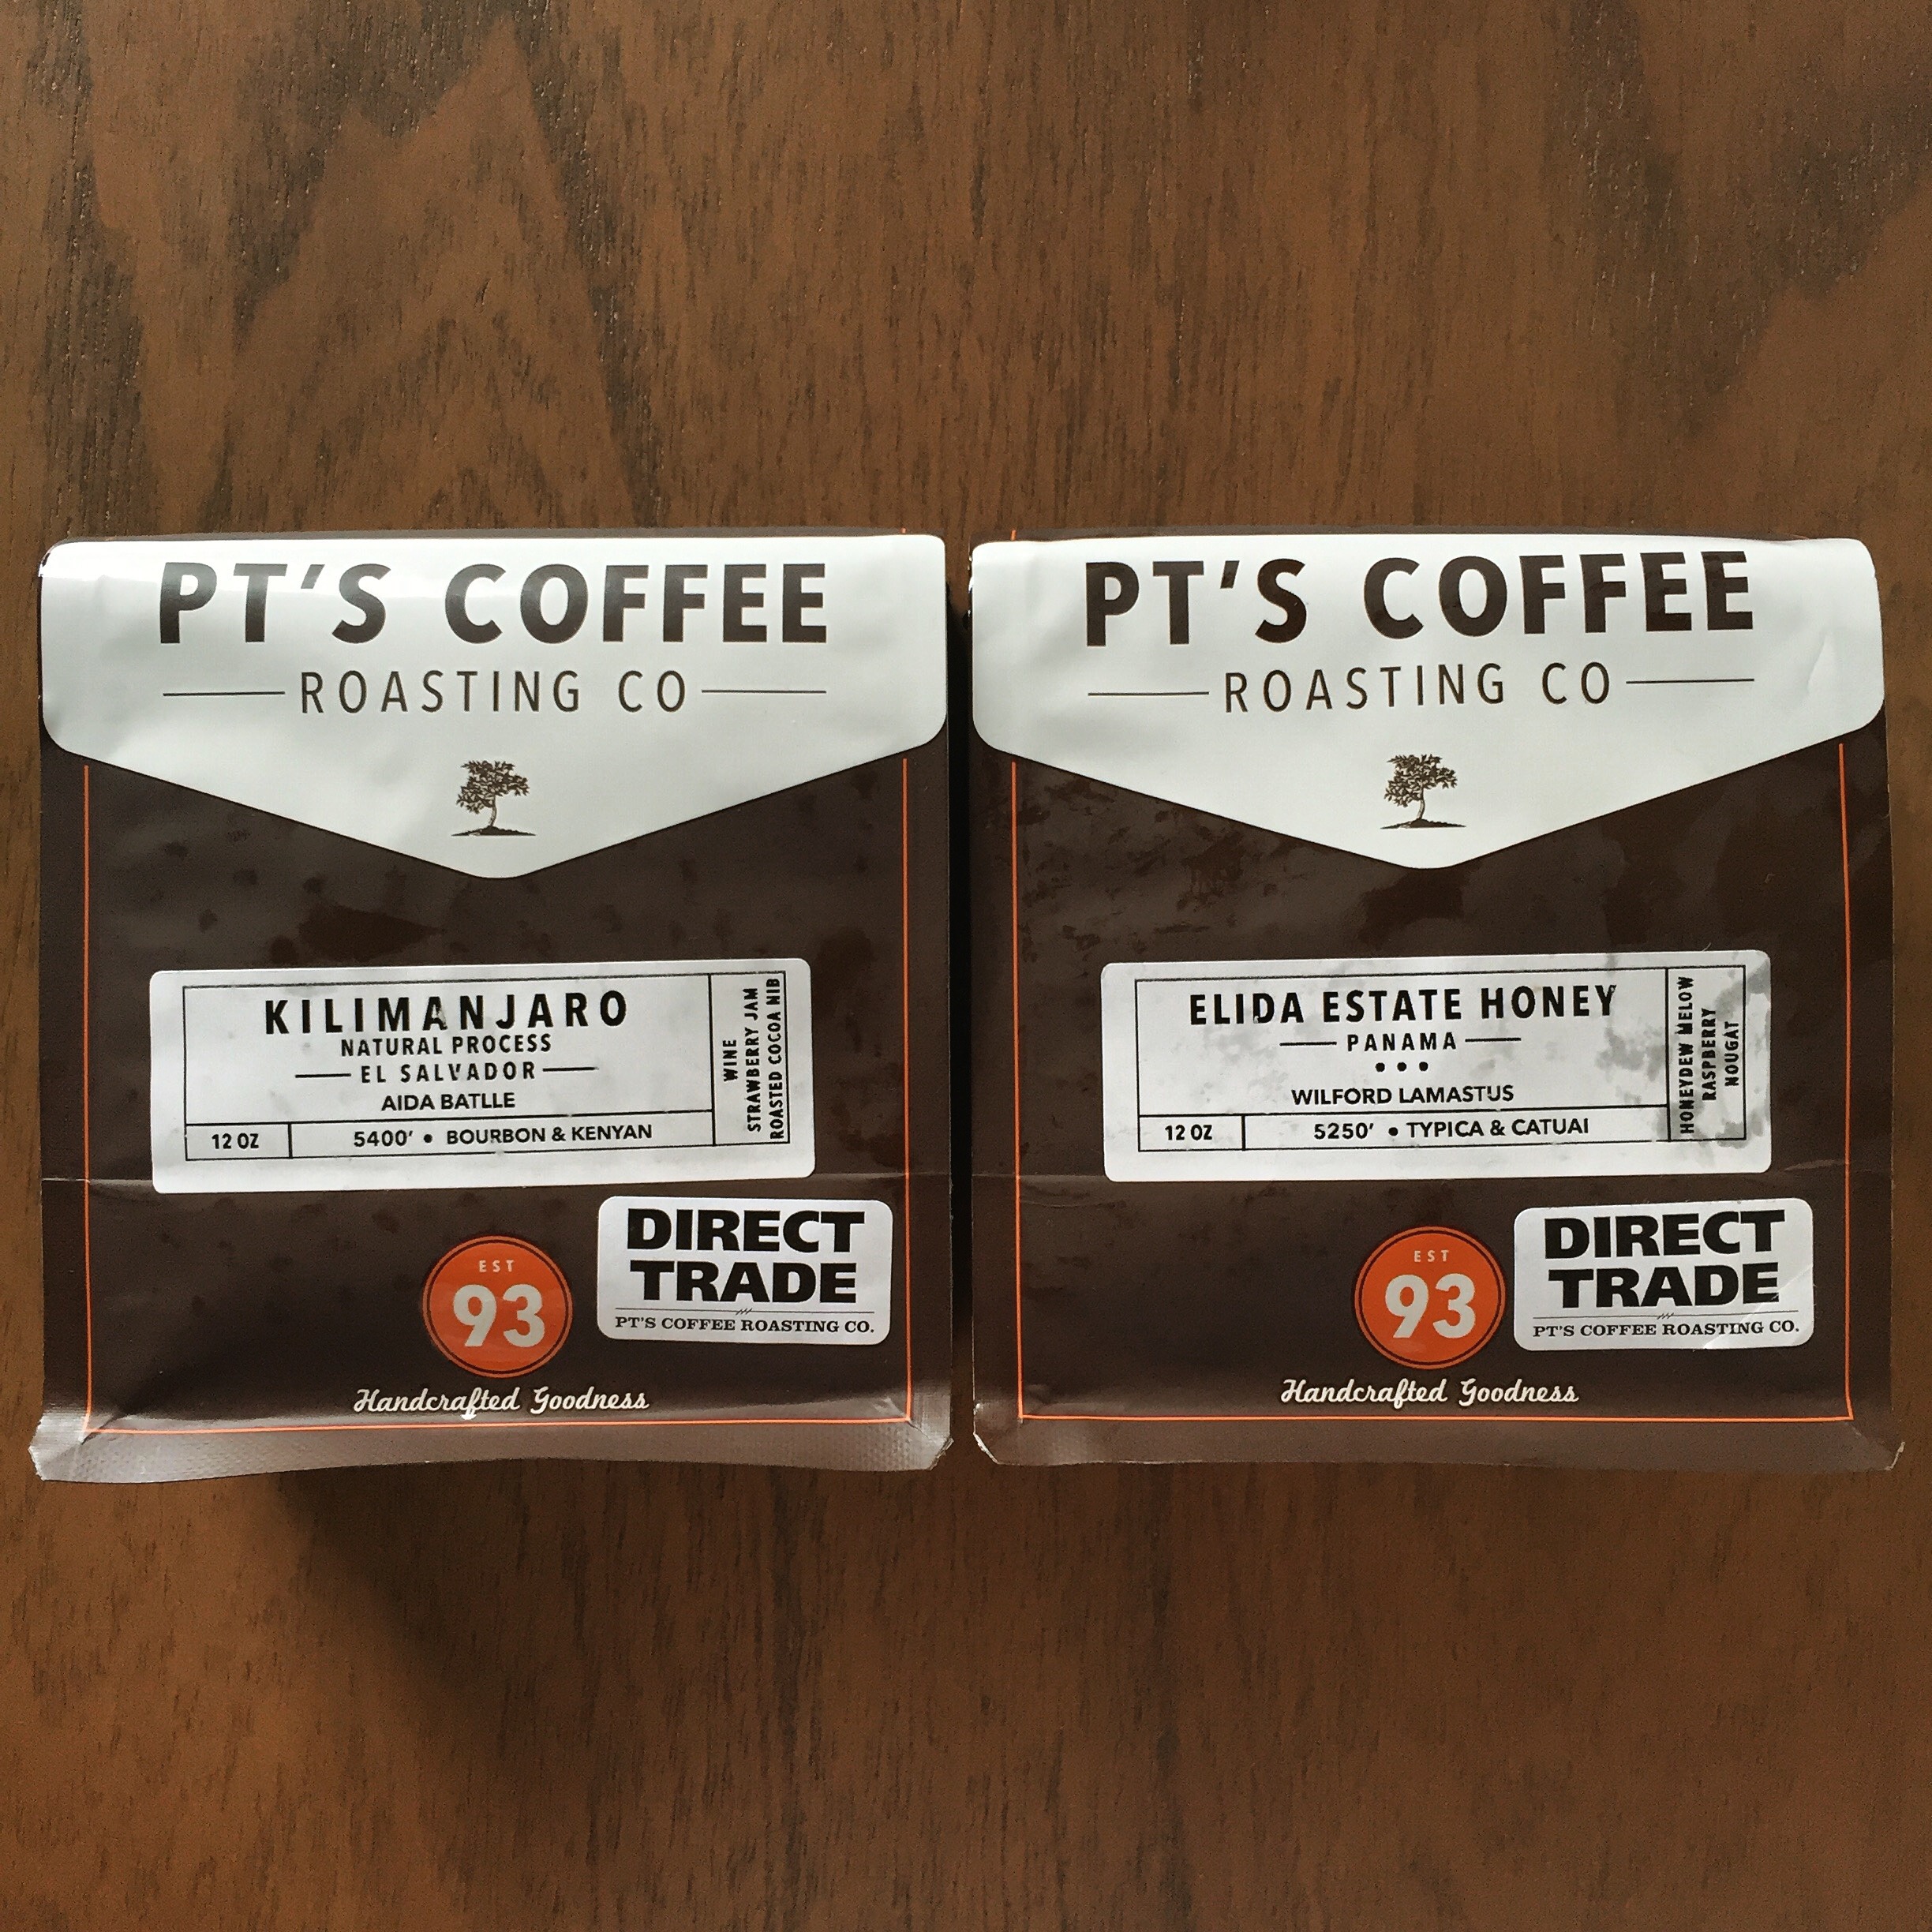 PT'S COFFEE
ROASTING CO
KILIMANJARO
NATURAL PROCESS
EL SALVADOR
AIDA BATLLE
12 OZ
5400' • BOURBON & KENYAN
WINE
STRAWBERRY JAM
ROASTED COCOA NIB
EST
93
DIRECT
TRADE
PT'S COFFEE ROASTING CO.
Handcrafted Goodness
PT'S COFFEE
ROASTING CO
ELIDA ESTATE HONEY
PANAMA
•••
WILFORD LAMASTUS
12 OZ
5250' • TYPICA & CATUAI
HONEYDEW MELOW
RASPBERRY
NOUGAT
EST
93
DIRECT
TRADE
PT'S COFFEE ROASTING CO.
Handcrafted Goodness